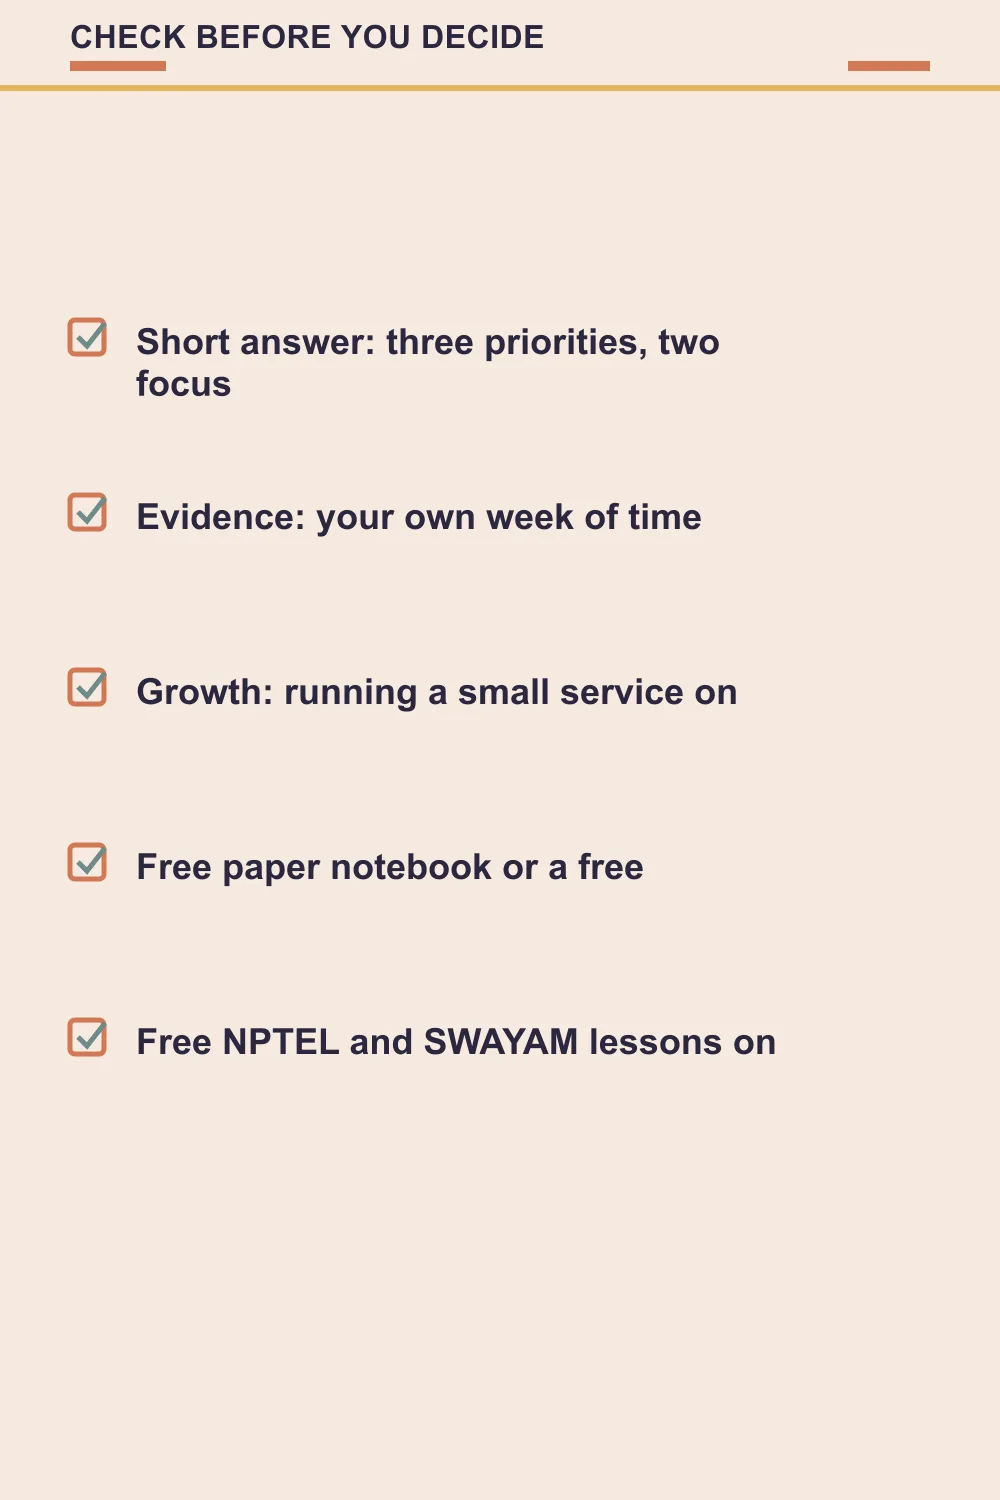 CHECK BEFORE YOU DECIDE
Short answer: three priorities, two
focus
Evidence: your own week of time
Growth: running a small service on
Free paper notebook or a free
Free NPTEL and SWAYAM lessons on